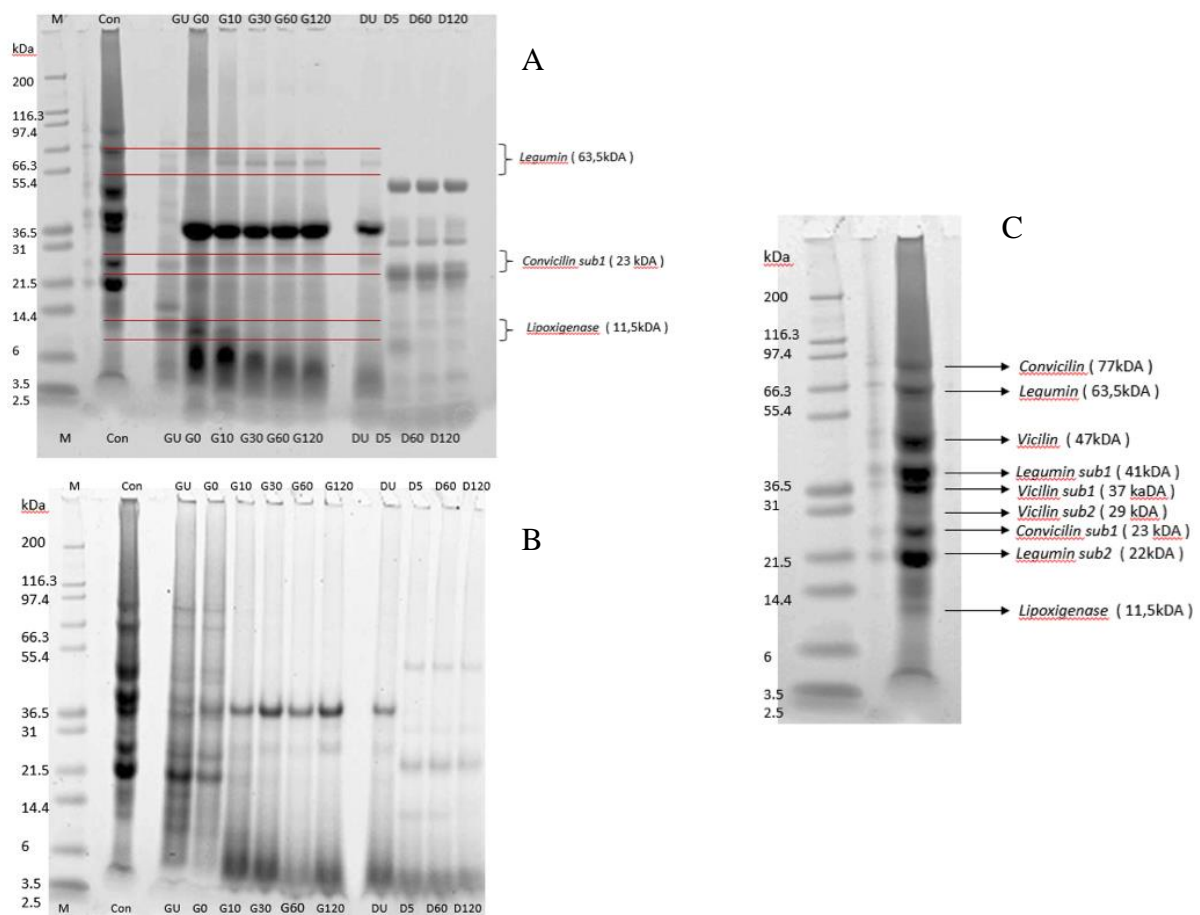 M Con GU G0 G10 G30 G60 G120 DU D5 D60 D120
A
kDa
200
116.3
97.4
66.3
55.4
36.5
31
21.5
14.4
6
3.5
2.5
Legumin ( 63,5kDA )
Convicilin sub1 ( 23 kDA )
Lipoxigenase ( 11,5kDA )
M Con GU G0 G10 G30 G60 G120 DU D5 D60 D120
M Con GU G0 G10 G30 G60 G120 DU D5 D60 D120
B
kDa
200
116.3
97.4
66.3
55.4
36.5
31
21.5
14.4
6
3.5
2.5
M Con GU G0 G10 G30 G60 G120 DU D5 D60 D120
C
kDa
200
116.3
97.4
66.3
55.4
36.5
31
21.5
14.4
6
3.5
2.5
Convicilin ( 77kDA )
Legumin ( 63,5kDA )
Vicilin ( 47kDA )
Legumin sub1 ( 41kDA )
Vicilin sub1 ( 37 kaDA )
Vicilin sub2 ( 29 kDA )
Convicilin sub1 ( 23 kDA )
Legumin sub2 ( 22kDA )
Lipoxigenase ( 11,5kDA )